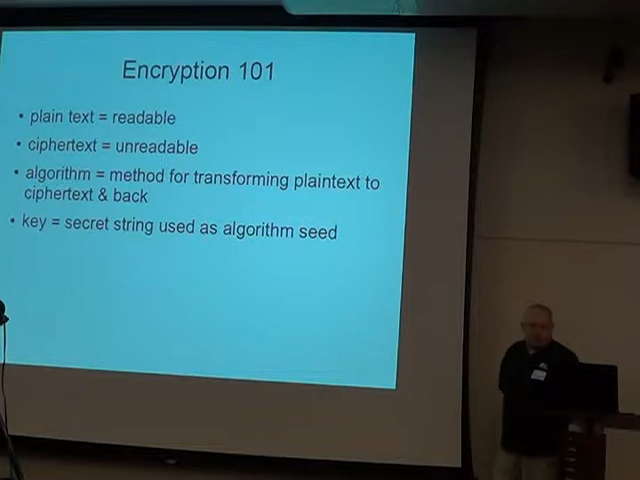 Encryption 101
• plain text = readable
• ciphertext = unreadable
• algorithm = method for transforming plaintext to
ciphertext & back
• key = secret string used as algorithm seed